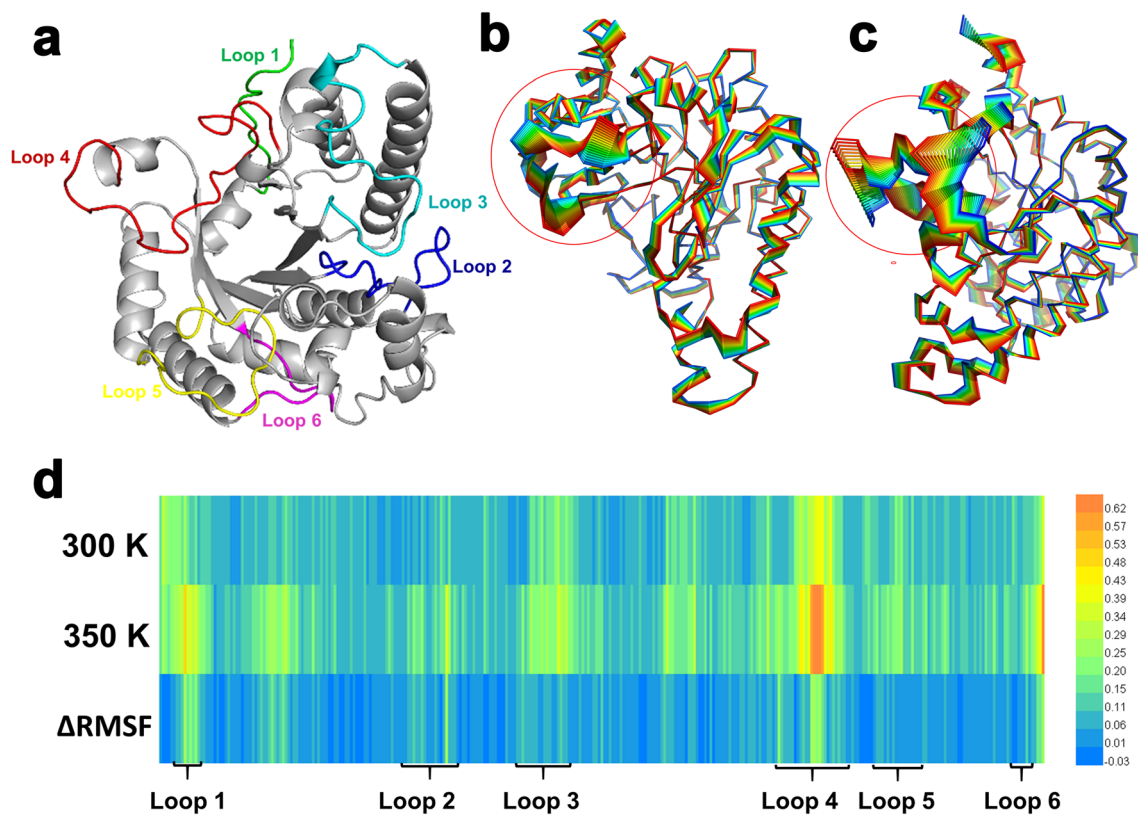 a
b
c
Loop 1
Loop 4
Loop 3
Loop 2
Loop 5
Loop 6
d
300 K
350 K
ΔRMSF
0.62
0.57
0.53
0.48
0.43
0.39
0.34
0.29
0.25
0.20
0.15
0.11
0.06
0.01
-0.03
Loop 1
Loop 2
Loop 3
Loop 4
Loop 5
Loop 6